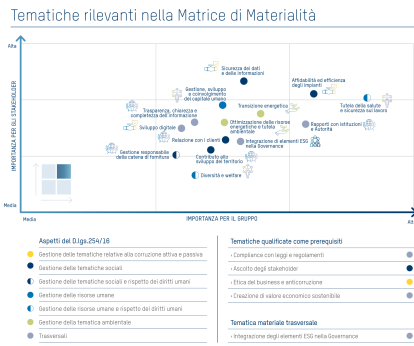 Tematiche rilevanti nella Matrice di Materialità
Alta
IMPORTANZA PER GLI STAKEHOLDER
Sicurezza dei dati
e delle informazioni
Gestione, sviluppo
e coinvolgimento
del capitale umano
Affidabilità ed efficienza
degli impianti
Trasparenza, chiarezza e
completezza dell'informazione
Transizione energetica
Tutela della salute
e sicurezza sul lavoro
Sviluppo digitale
Ottimizzazione delle risorse
energetiche e tutela
ambientale
Rapporti con istituzioni
e Autorità
Relazione con i clienti
Integrazione di elementi ESG
nella Governance
Gestione responsabile
della catena di fornitura
Contributo allo
sviluppo del territorio
Diversità e welfare
Media
Media
IMPORTANZA PER IL GRUPPO
Alta
Aspetti del D.lgs.254/16
Gestione delle tematiche relative alla corruzione attiva e passiva
Gestione delle tematiche sociali
Gestione delle tematiche sociali e rispetto dei diritti umani
Gestione delle risorse umane
Gestione delle risorse umane e rispetto dei diritti umani
Gestione della tematica ambientale
Trasversali
Tematiche qualificate come prerequisiti
• Compliance con leggi e regolamenti
• Ascolto degli stakeholder
• Etica del business e anticorruzione
• Creazione di valore economico sostenibile
Tematica materiale trasversale
• Integrazione degli elementi ESG nella Governance